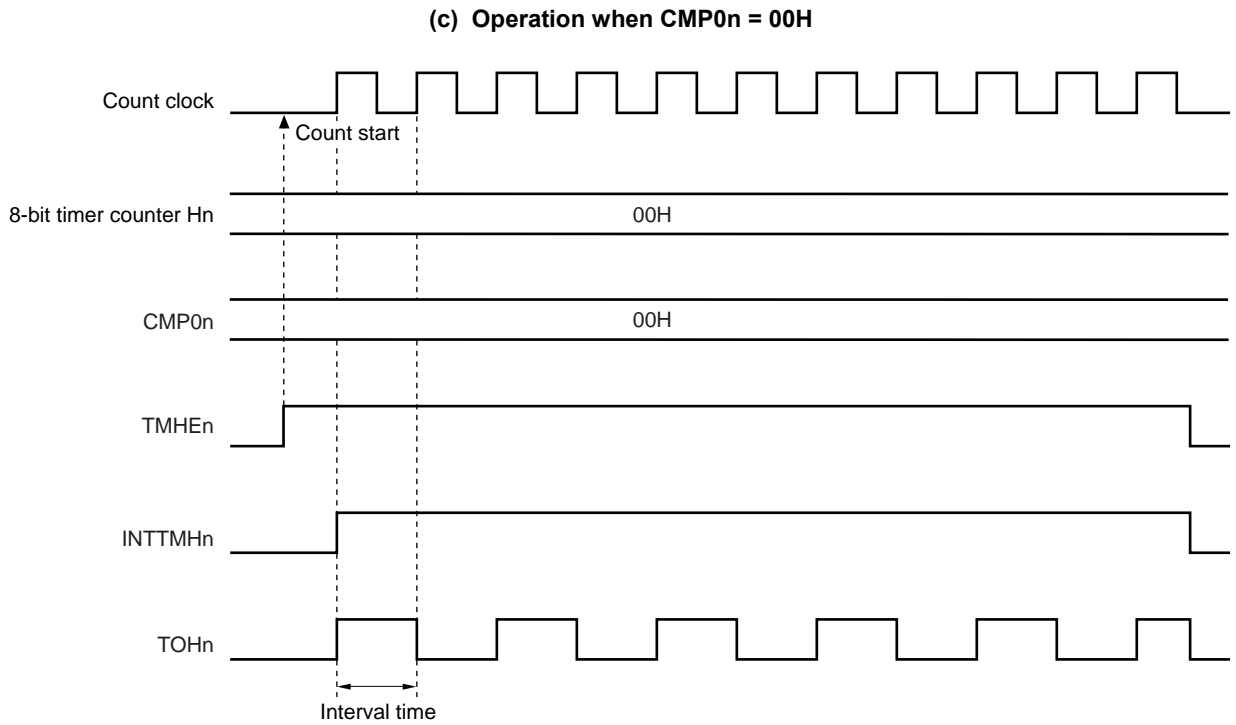 (c) Operation when CMP0n = 00H
Count clock
Count start
8-bit timer counter Hn
00H
CMP0n
00H
TMHEn
INTTMHn
TOHn
Interval time